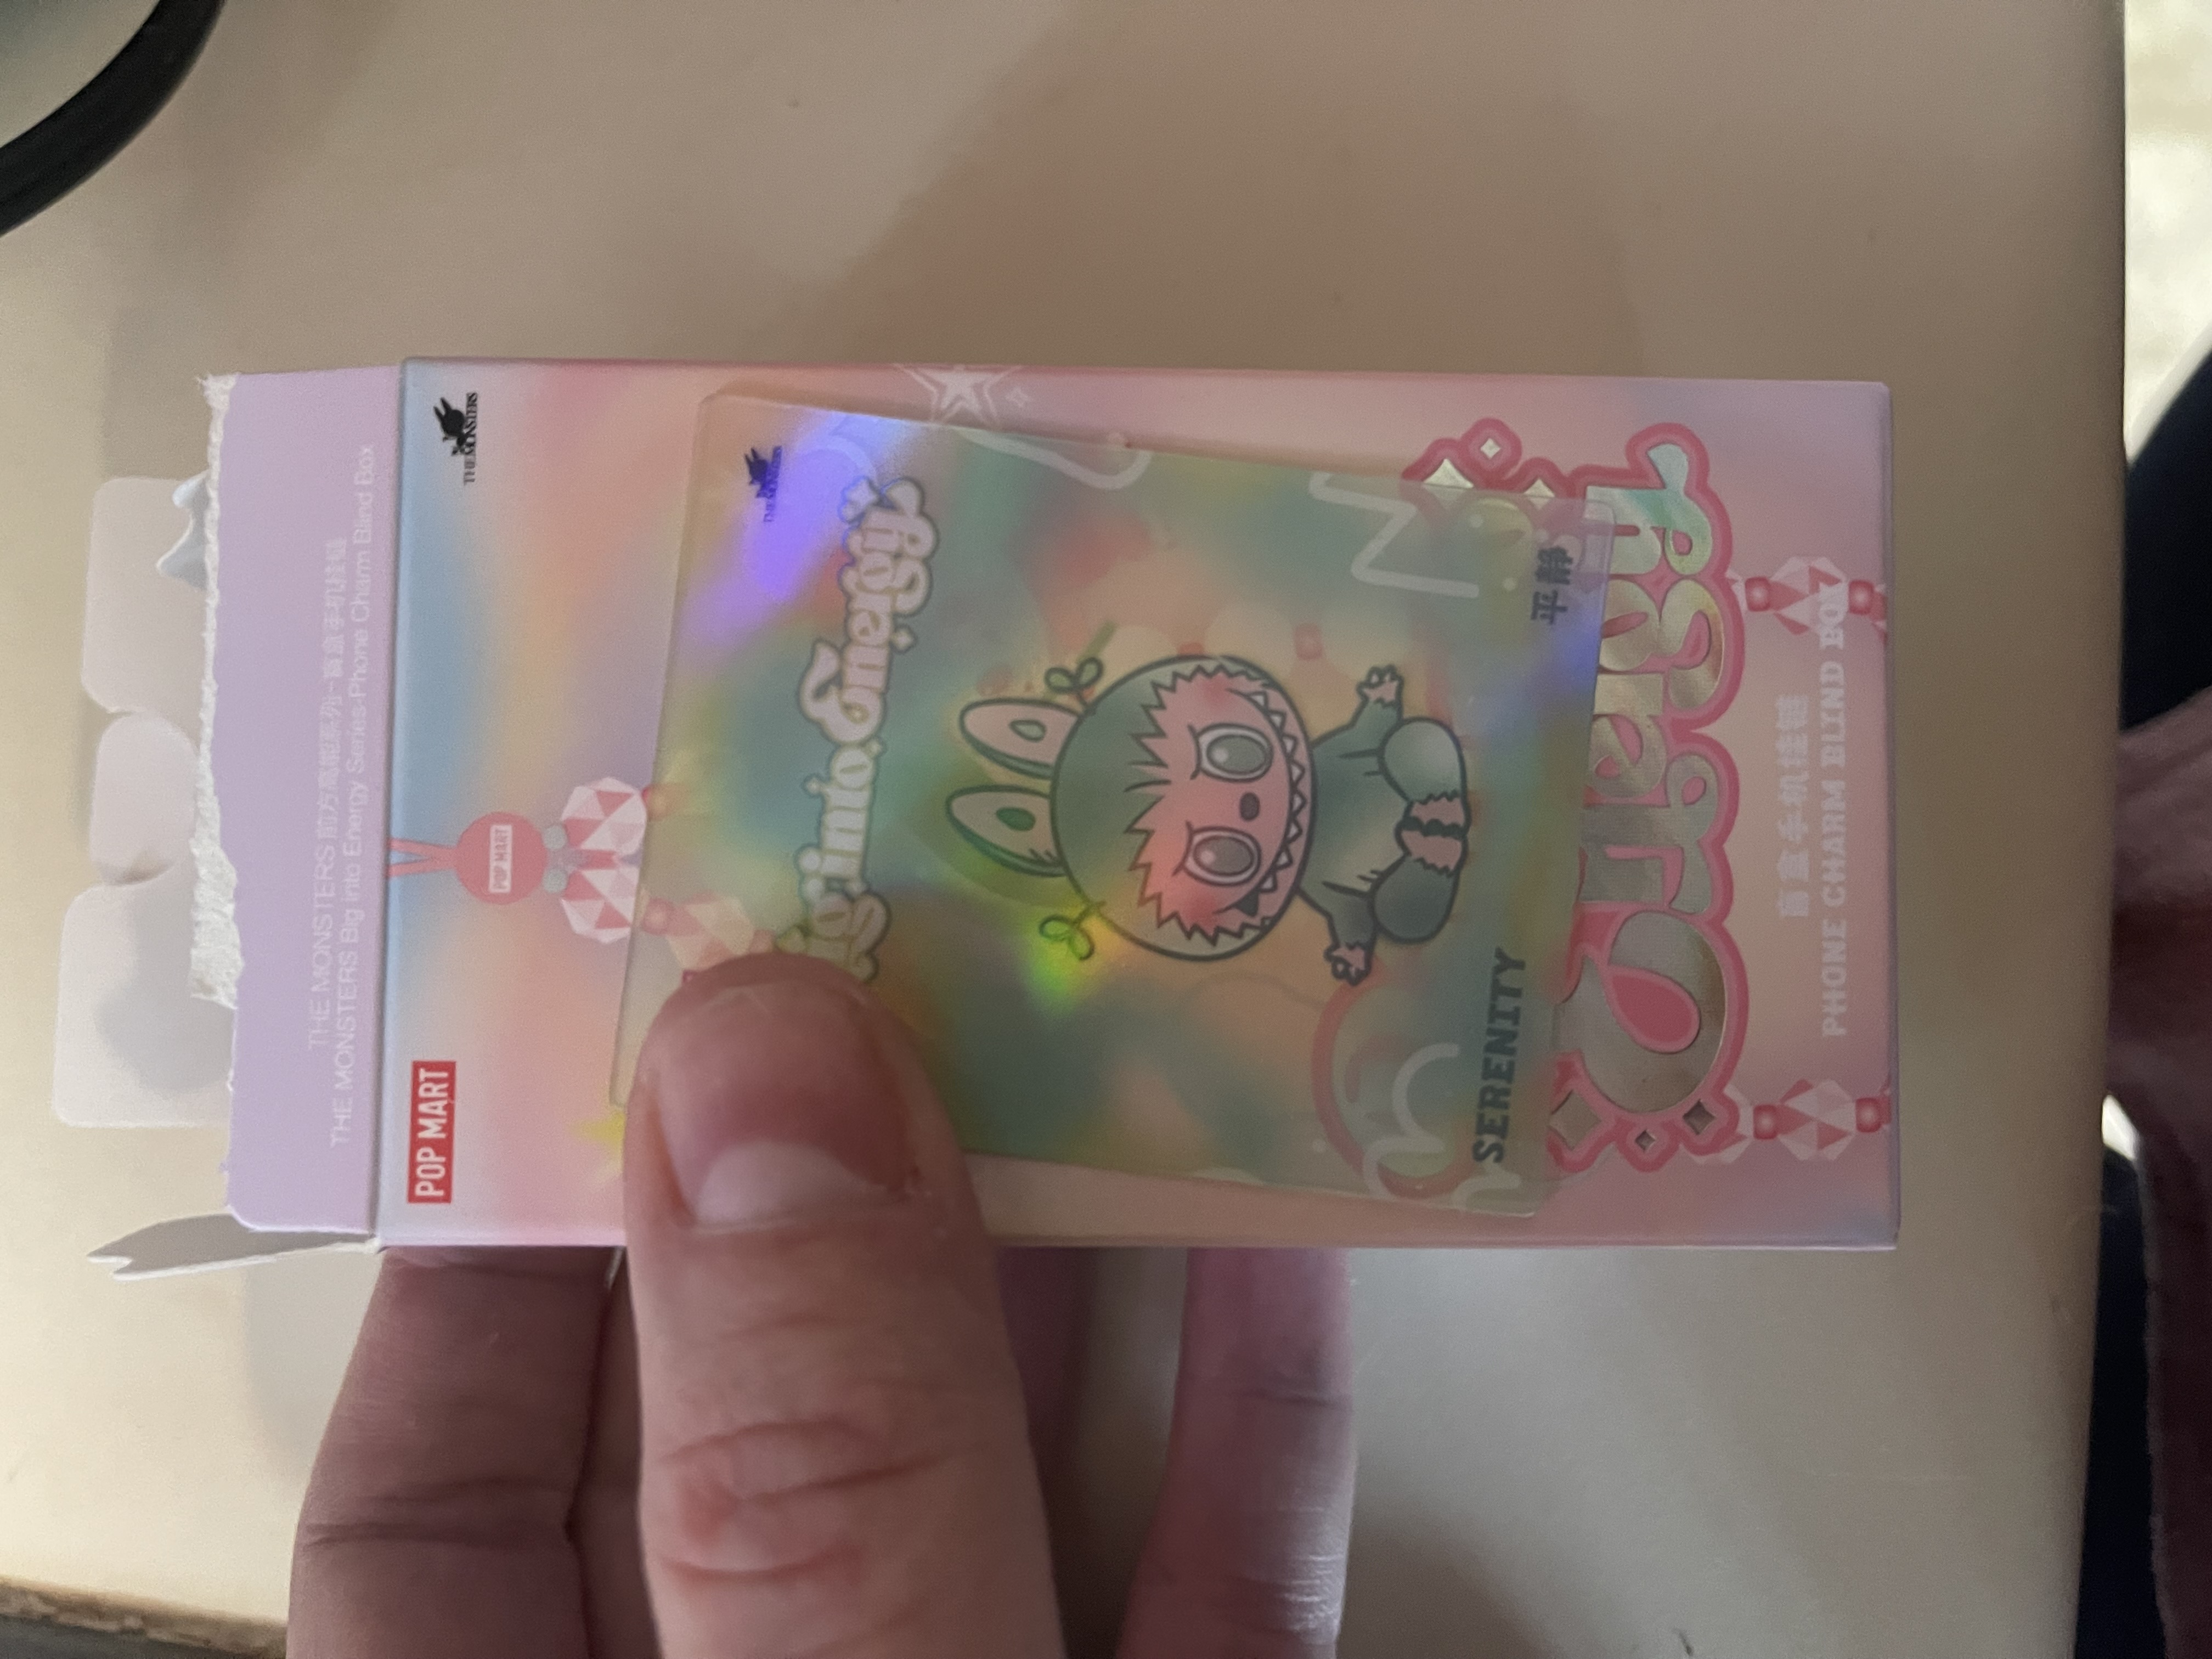 THE MONSTERS 前方高能系列-盲盒手机挂链
THE MONSTERS Big into Energy Series-Phone Charm Blind Box
POP MART
THE MONSTERS
POP MART
THE MONSTERS
Big into Energy
SERENITY
平静
盲盒手机挂链
PHONE CHARM BLIND BOX